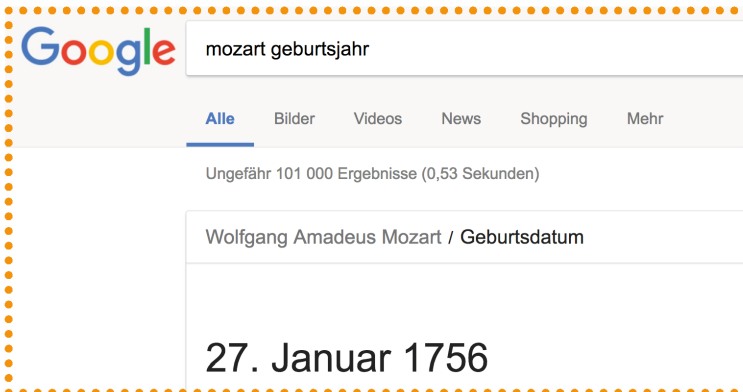 Google
mozart geburtsjahr
Alle Bilder Videos News Shopping Mehr
Ungefähr 101 000 Ergebnisse (0,53 Sekunden)
Wolfgang Amadeus Mozart / Geburtsdatum
27. Januar 1756